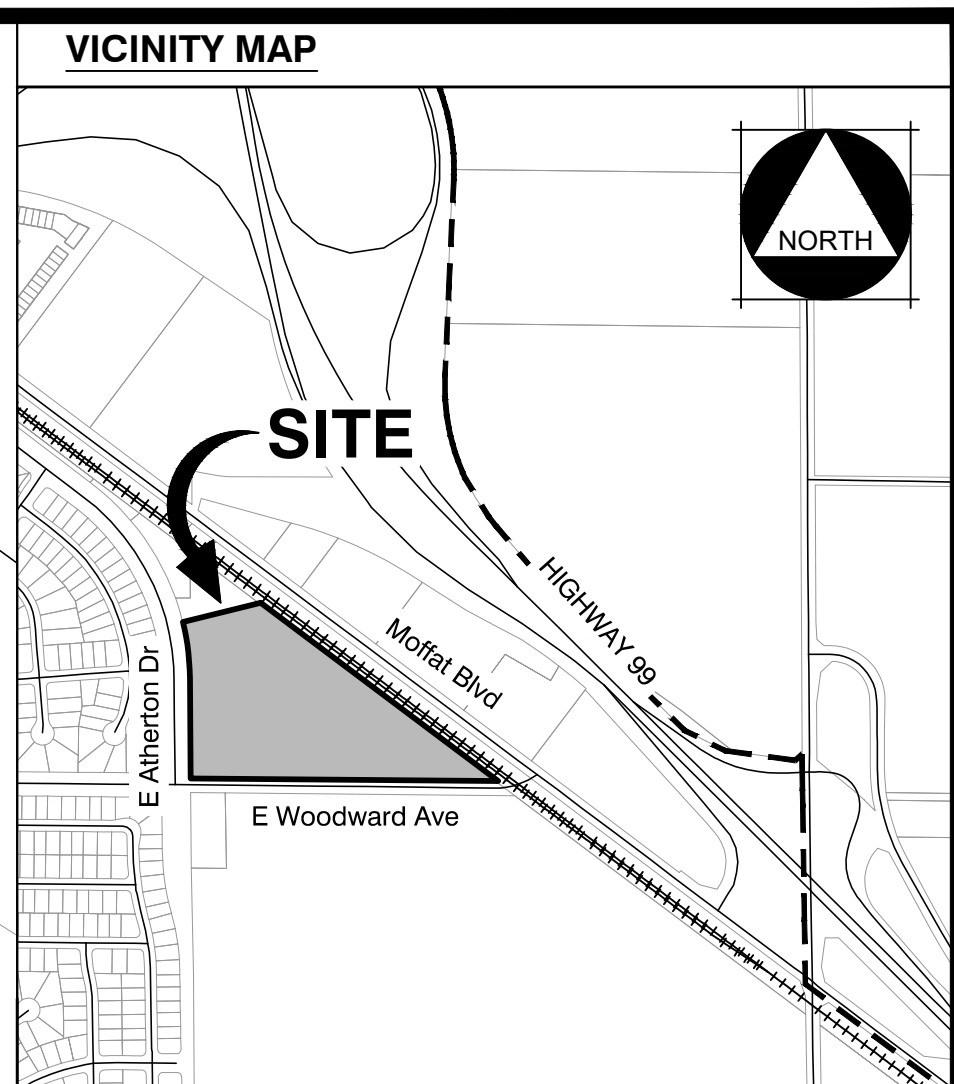 VICINITY MAP
NORTH
SITE
HIGHWAY 99
Moffat Blvd
E Atherton Dr
E Woodward Ave